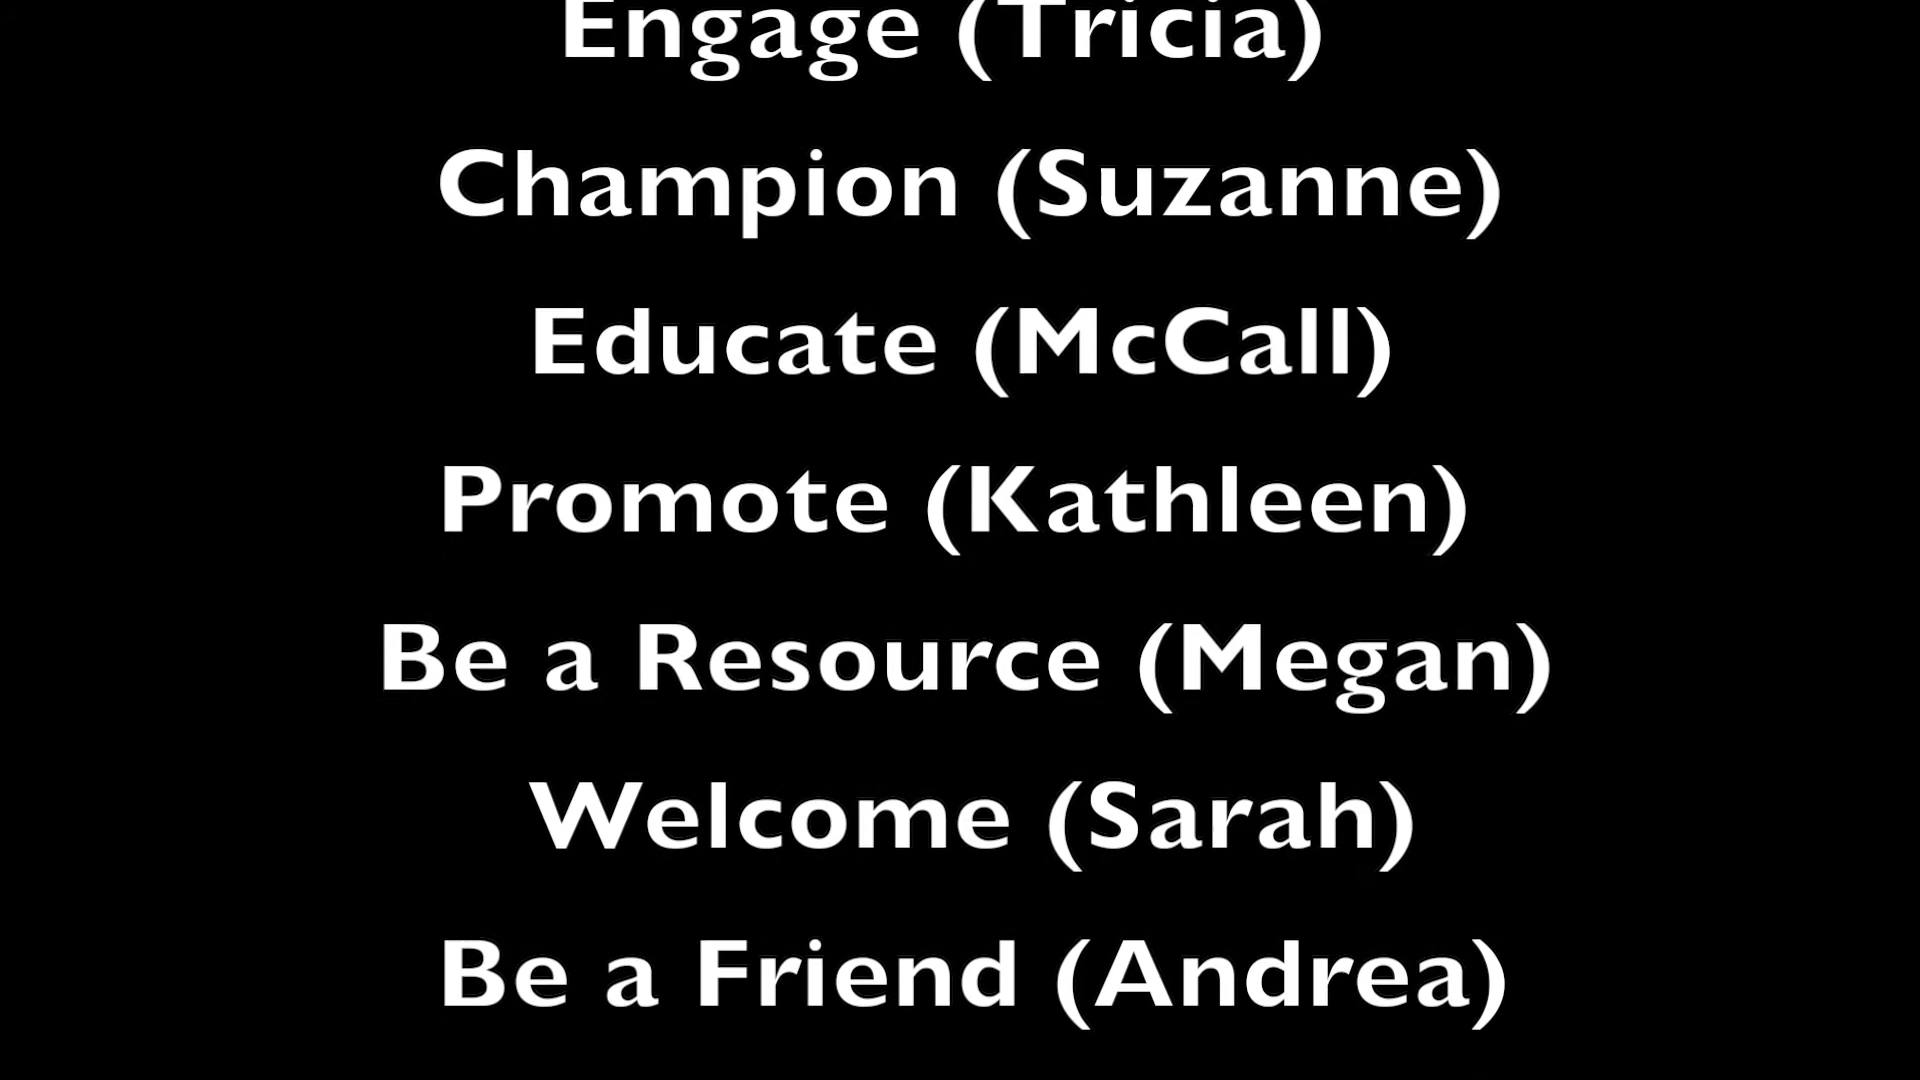 Engage (Tricia)
Champion (Suzanne)
Educate (McCall)
Promote (Kathleen)
Be a Resource (Megan)
Welcome (Sarah)
Be a Friend (Andrea)